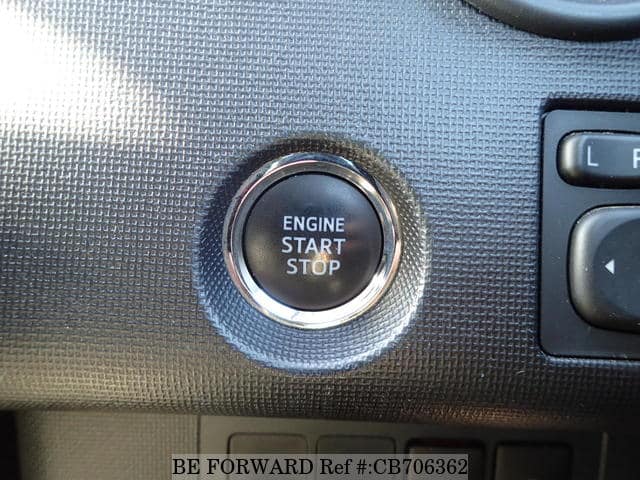 ENGINE
START
STOP
L
BE FORWARD Ref #:CB706362